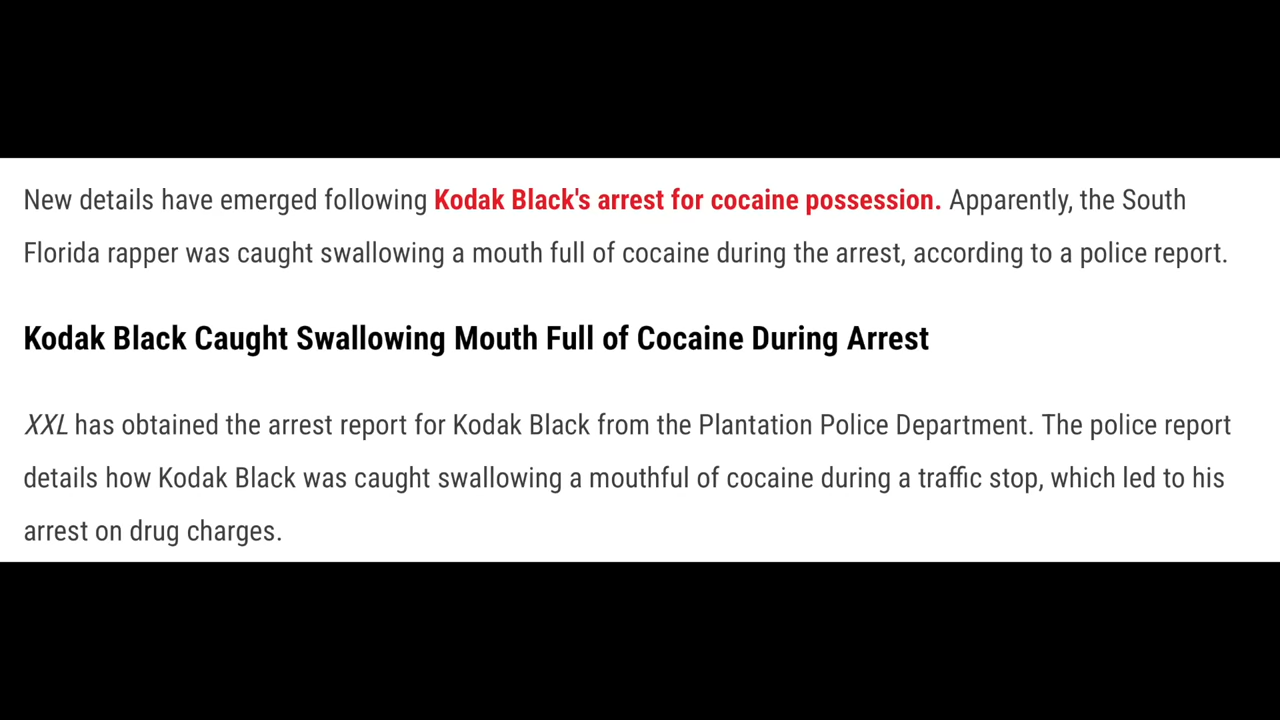 New details have emerged following Kodak Black's arrest for cocaine possession. Apparently, the South
Florida rapper was caught swallowing a mouth full of cocaine during the arrest, according to a police report.
Kodak Black Caught Swallowing Mouth Full of Cocaine During Arrest
XXL has obtained the arrest report for Kodak Black from the Plantation Police Department. The police report
details how Kodak Black was caught swallowing a mouthful of cocaine during a traffic stop, which led to his
arrest on drug charges.